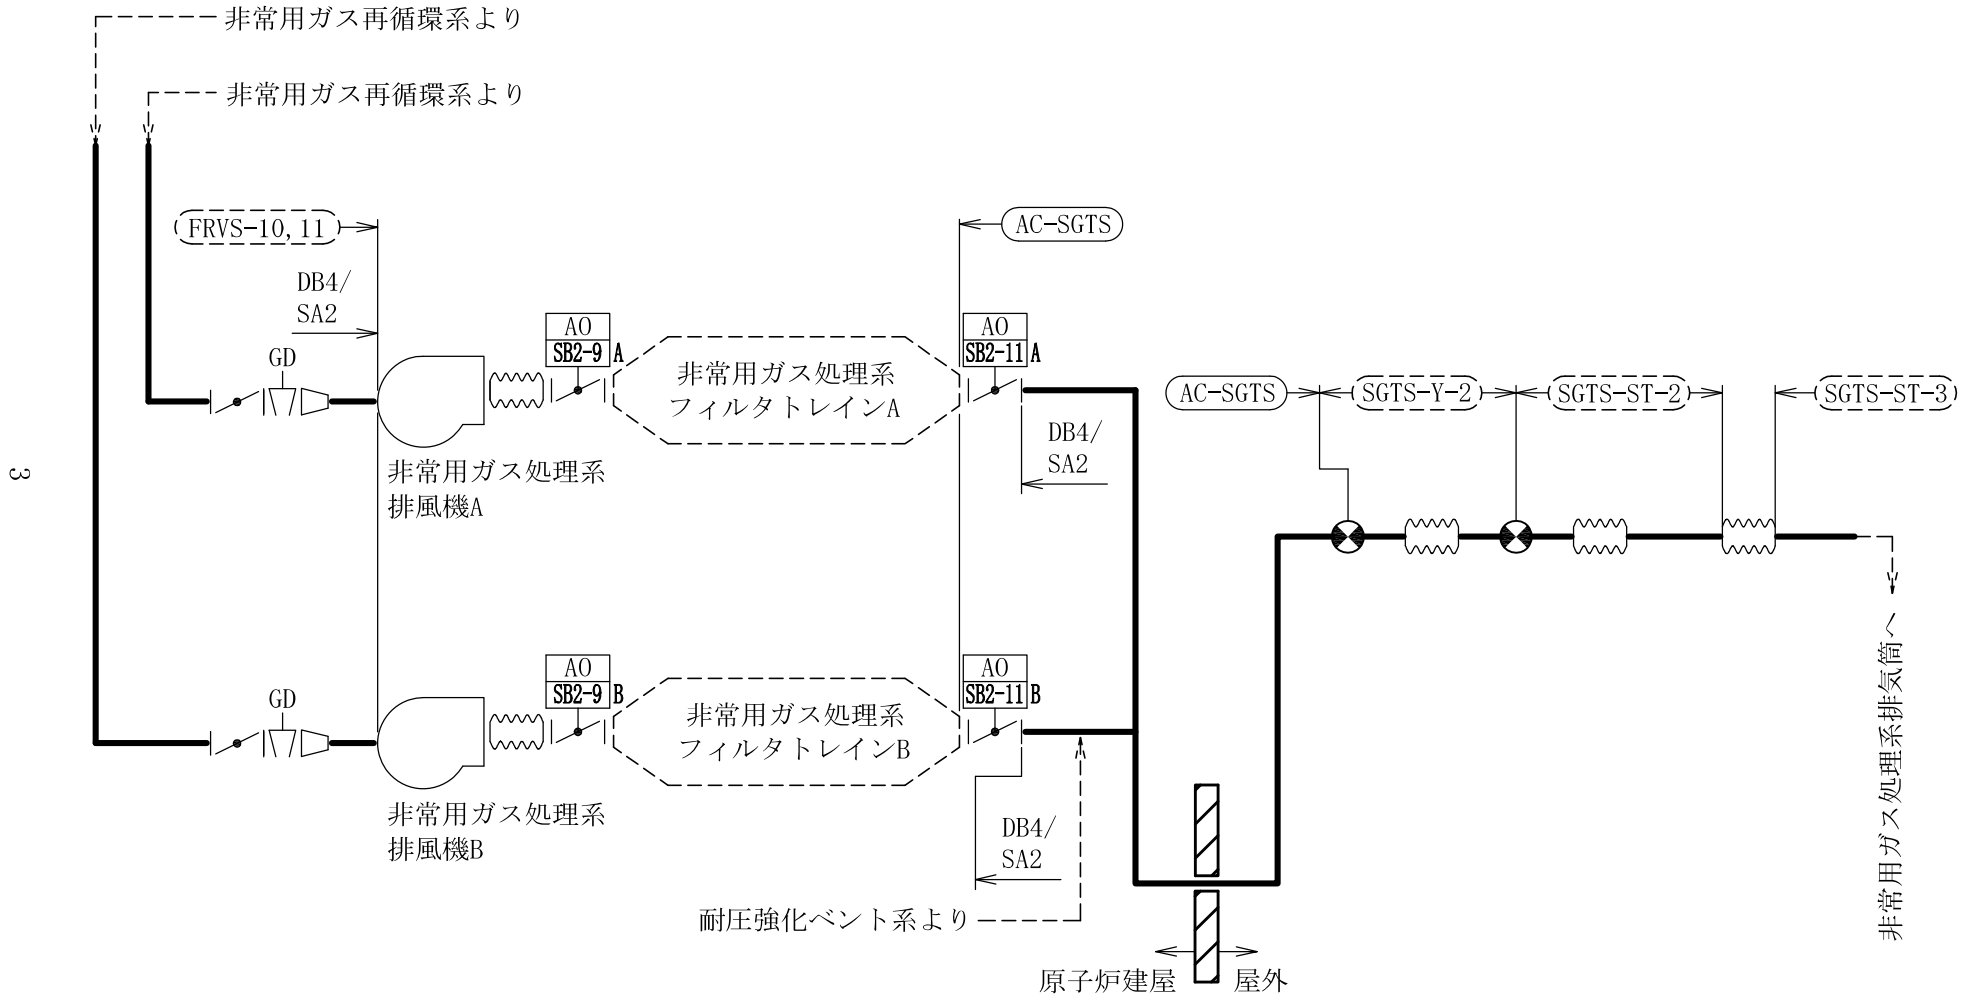 非常用ガス再循環系より
非常用ガス再循環系より
FRVS-10,11
AC-SGTS
DB4/
SA2
AO
SB2-9 A
AO
SB2-11 A
GD
非常用ガス処理系
フィルタトレインA
AC-SGTS
SGTS-Y-2
SGTS-ST-2
SGTS-ST-3
DB4/
SA2
非常用ガス処理系
排風機A
3
AO
SB2-9 B
AO
SB2-11 B
GD
非常用ガス処理系
フィルタトレインB
非常用ガス処理系排気筒へ
非常用ガス処理系
排風機B
DB4/
SA2
耐圧強化ベント系より
原子炉建屋
屋外